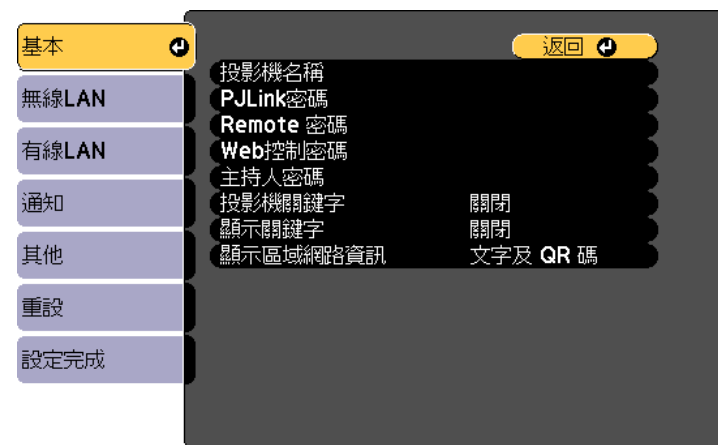 基本
無線LAN
有線LAN
通知
其他
重設
設定完成
返回
投影機名稱
PJLink密碼
Remote 密碼
Web控制密碼
主持人密碼
投影機關鍵字 關閉
顯示關鍵字 關閉
顯示區域網路資訊 文字及 QR 碼